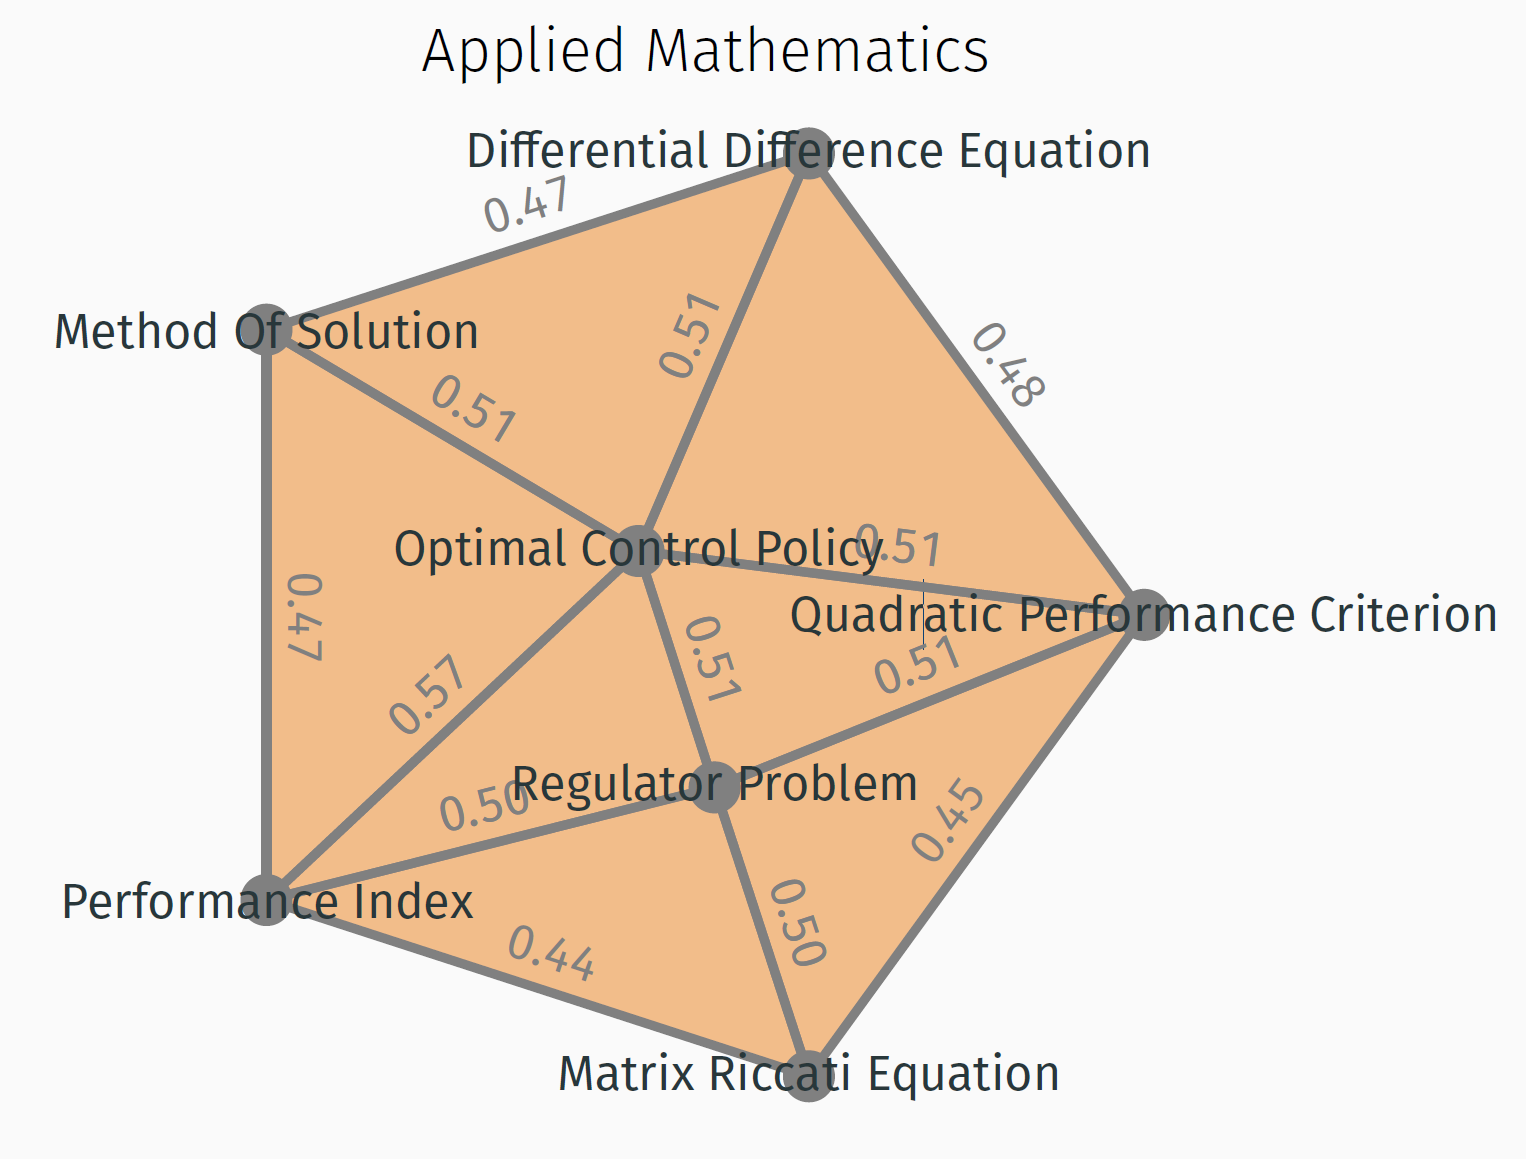 Applied Mathematics
Differential Difference Equation
0.47
Method Of Solution
0.51
0.48
0.51
Optimal Control Policy
0.51
Quadratic Performance Criterion
0.47
0.51
0.51
0.57
Regulator Problem
0.50
0.45
Performance Index
0.50
0.44
Matrix Riccati Equation